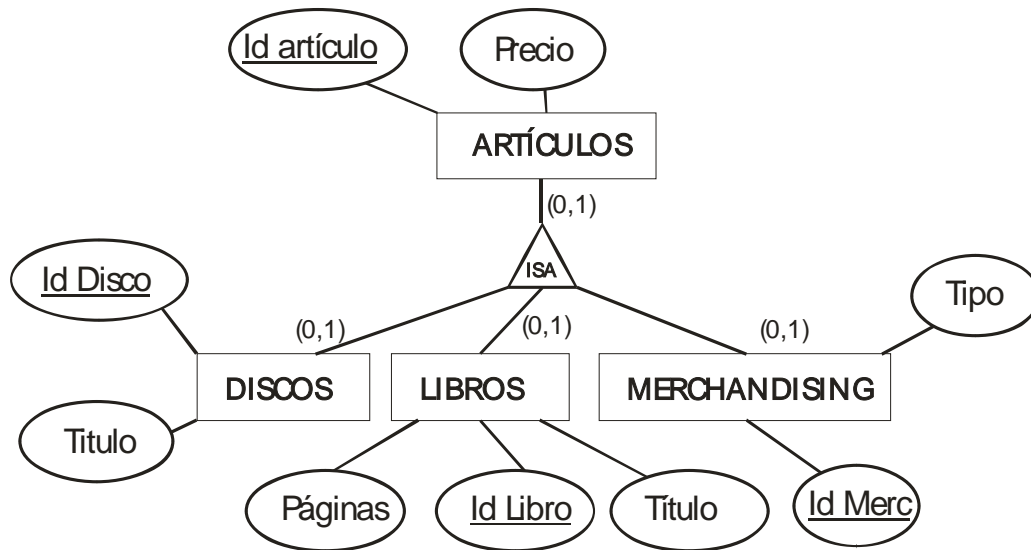 Id artículo
Precio
ARTÍCULOS
(0,1)
ISA
Id Disco
Tipo
(0,1)
(0,1)
(0,1)
DISCOS
LIBROS
MERCHANDISING
Titulo
Páginas
Id Libro
Título
Id Merc